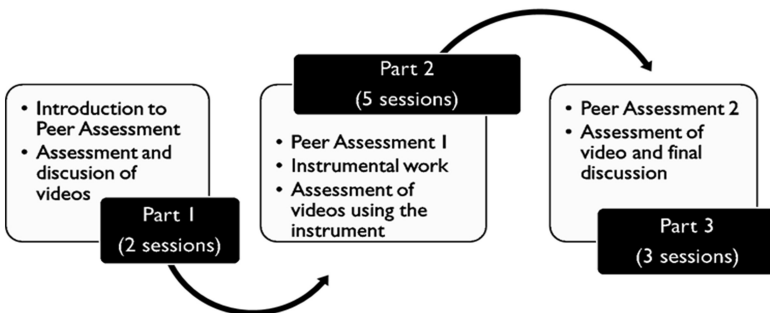 • Introduction to
Peer Assessment
• Assessment and
discusion of
videos
Part 1
(2 sessions)
Part 2
(5 sessions)
• Peer Assessment 1
• Instrumental work
• Assessment of
videos using the
instrument
• Peer Assessment 2
• Assessment of
video and final
discussion
Part 3
(3 sessions)